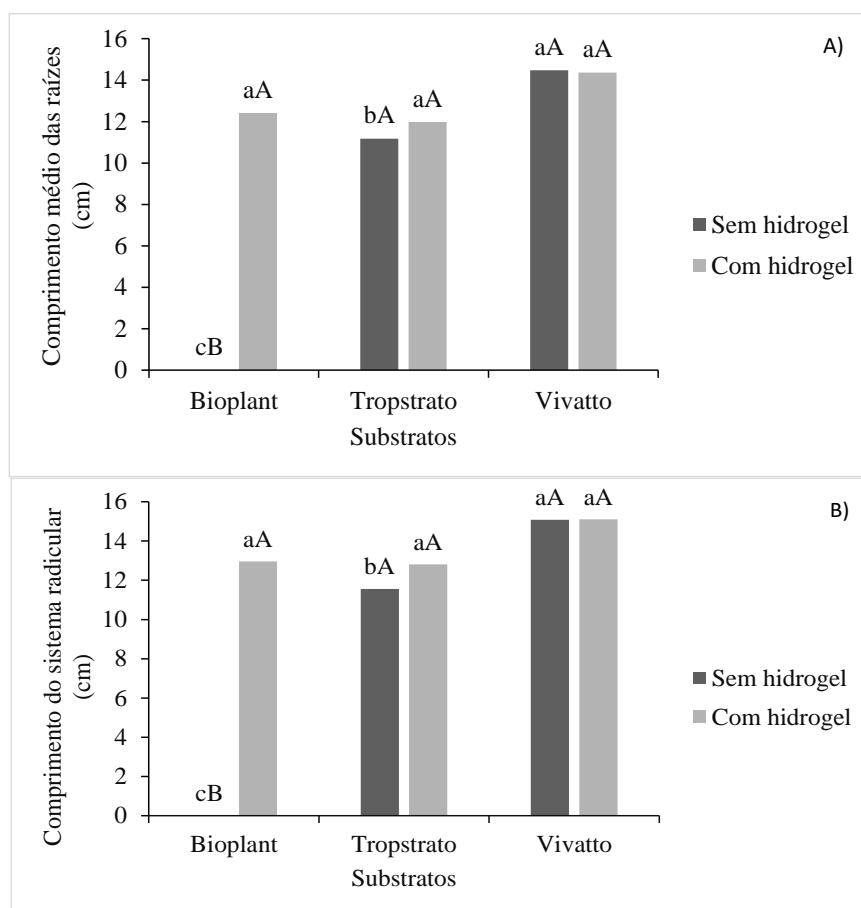 A)
Comprimento médio das raízes
(cm)
16
14
12
10
8
6
4
2
0
cB
aA
bA
aA
aA
aA
Bioplant
Tropstrato
Vivatto
Substratos
Sem hidrogel
Com hidrogel
B)
Comprimento do sistema radicular
(cm)
16
14
12
10
8
6
4
2
0
cB
aA
bA
aA
aA
aA
Bioplant
Tropstrato
Vivatto
Substratos
Sem hidrogel
Com hidrogel